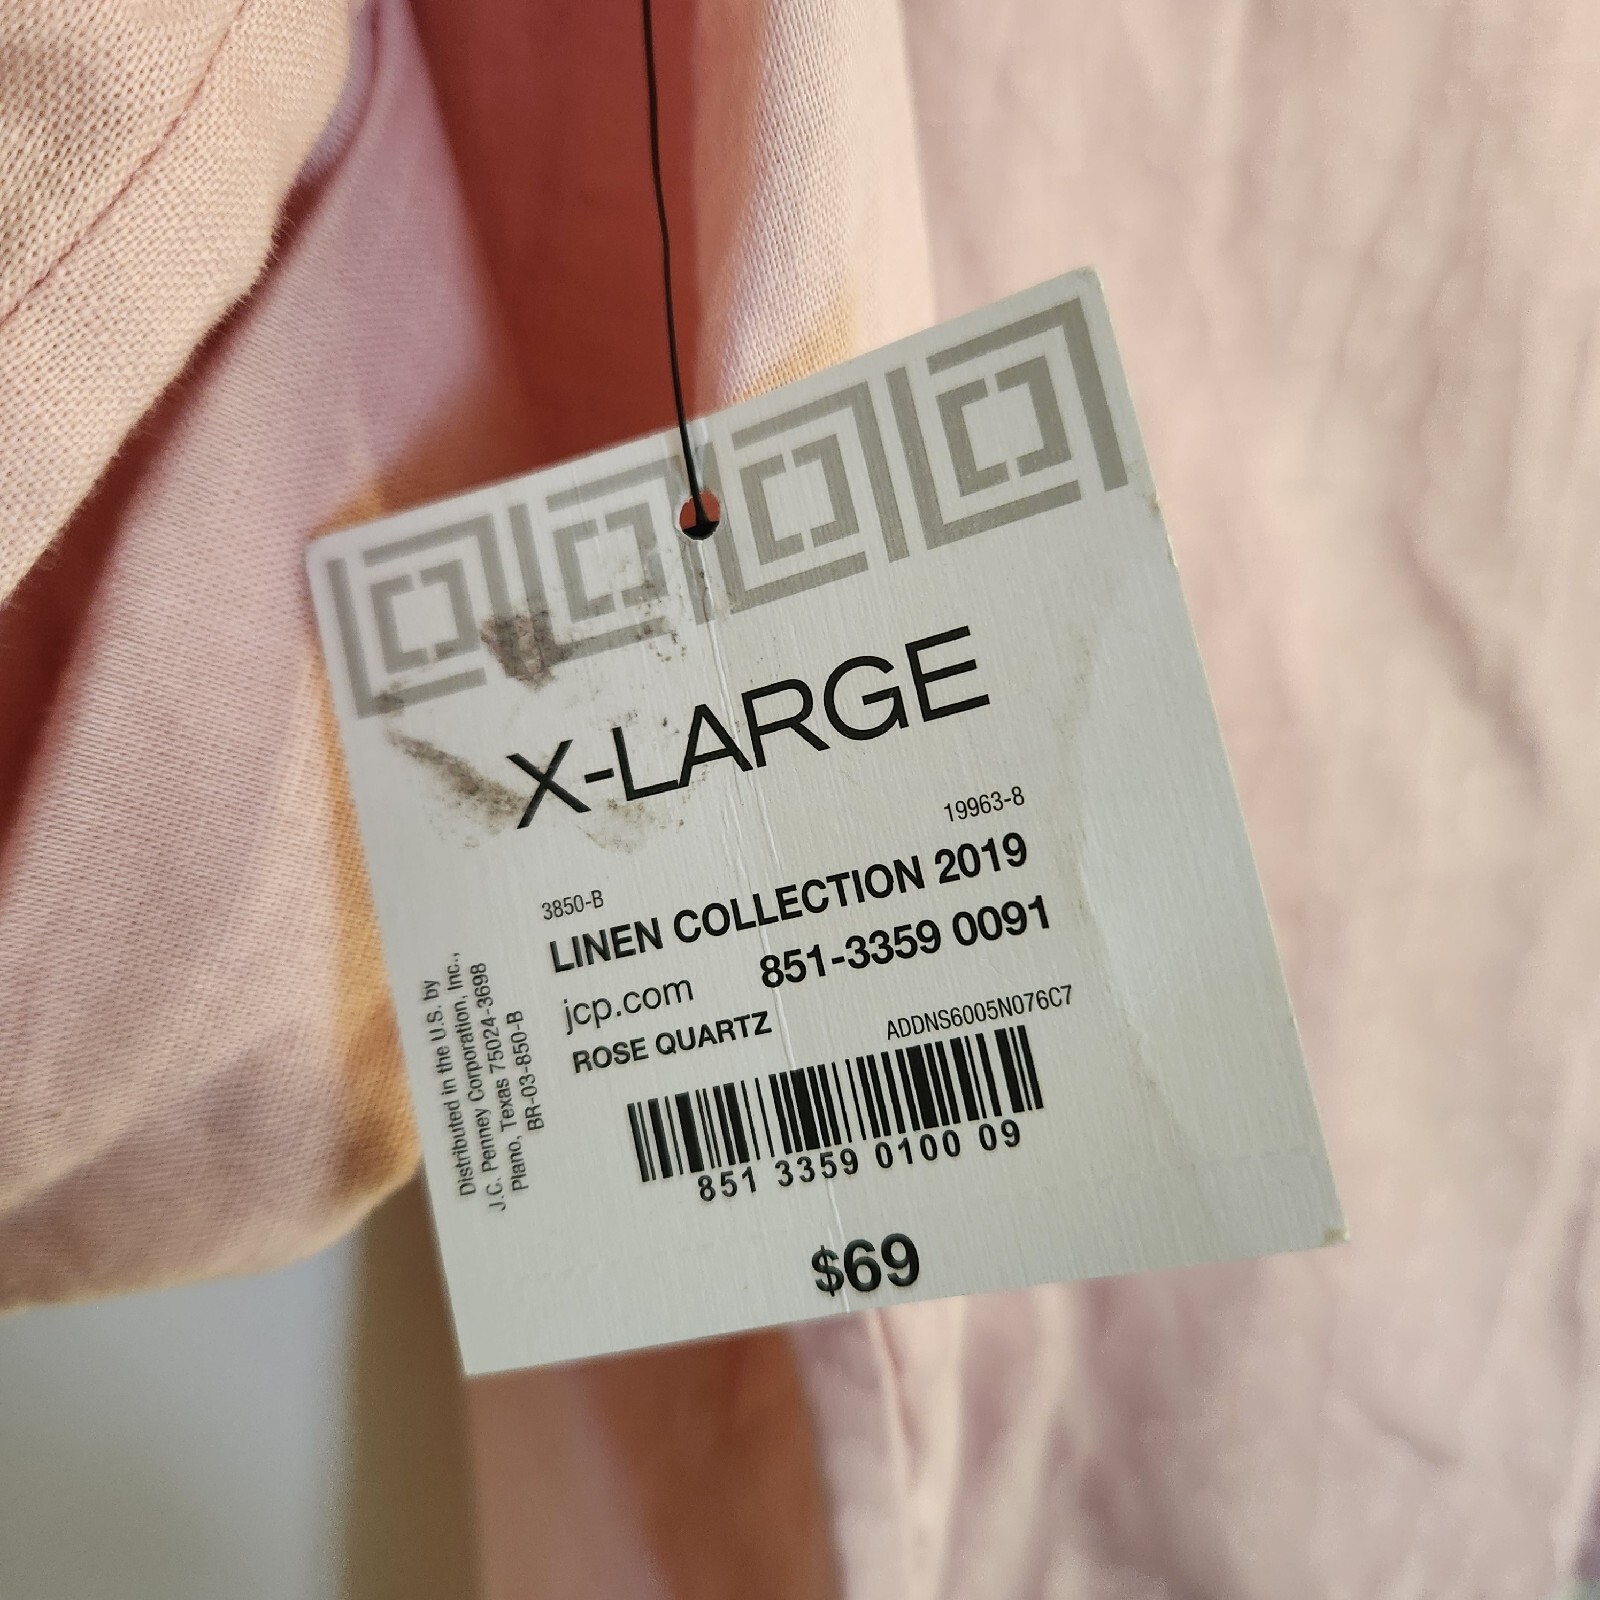 X-LARGE
19963-8
3850-B
LINEN COLLECTION 2019
jcp.com 851-3359 0091
ROSE QUARTZ ADDNS6005N076C7
851 3359 0100 09
$69
Distributed in the U.S. by
J.C. Penney Corporation, Inc.,
Plano, Texas 75024-3698
BR-03-850-B